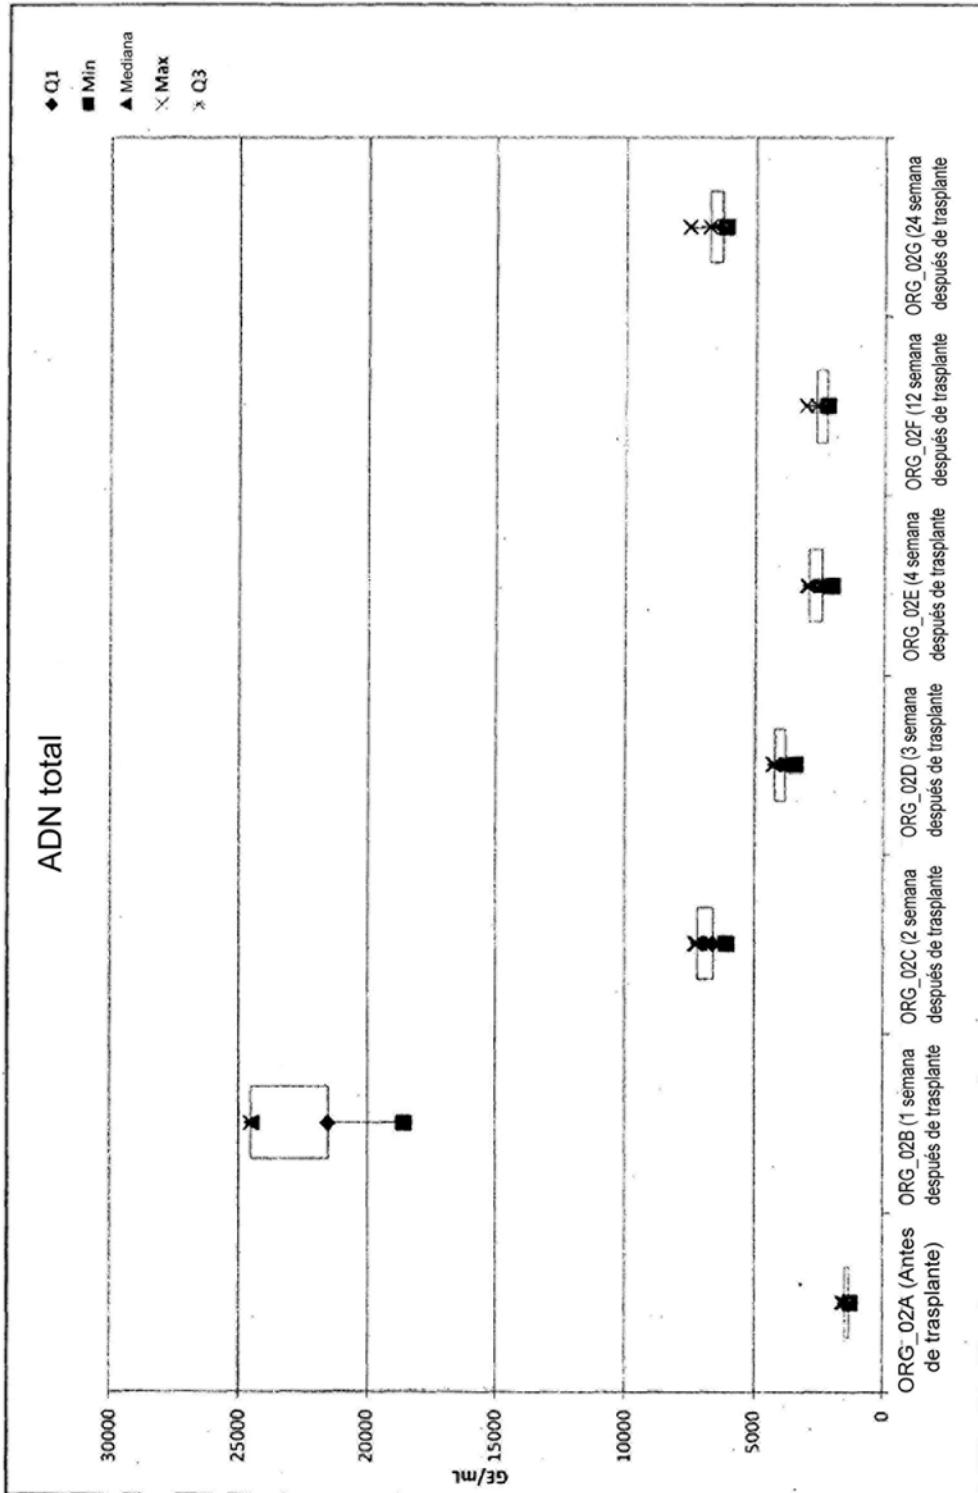 ADN total
Q1
Min
Mediana
Max
Q3
30000
25000
20000
15000
10000
5000
0
GE/mL
ORG_02A (Antes
de trasplante)
ORG_02B (1 semana
después de trasplante
ORG_02C (2 semana
después de trasplante
ORG_02D (3 semana
después de trasplante
ORG_02E (4 semana
después de trasplante
ORG_02F (12 semana
después de trasplante
ORG_02G (24 semana
después de trasplante